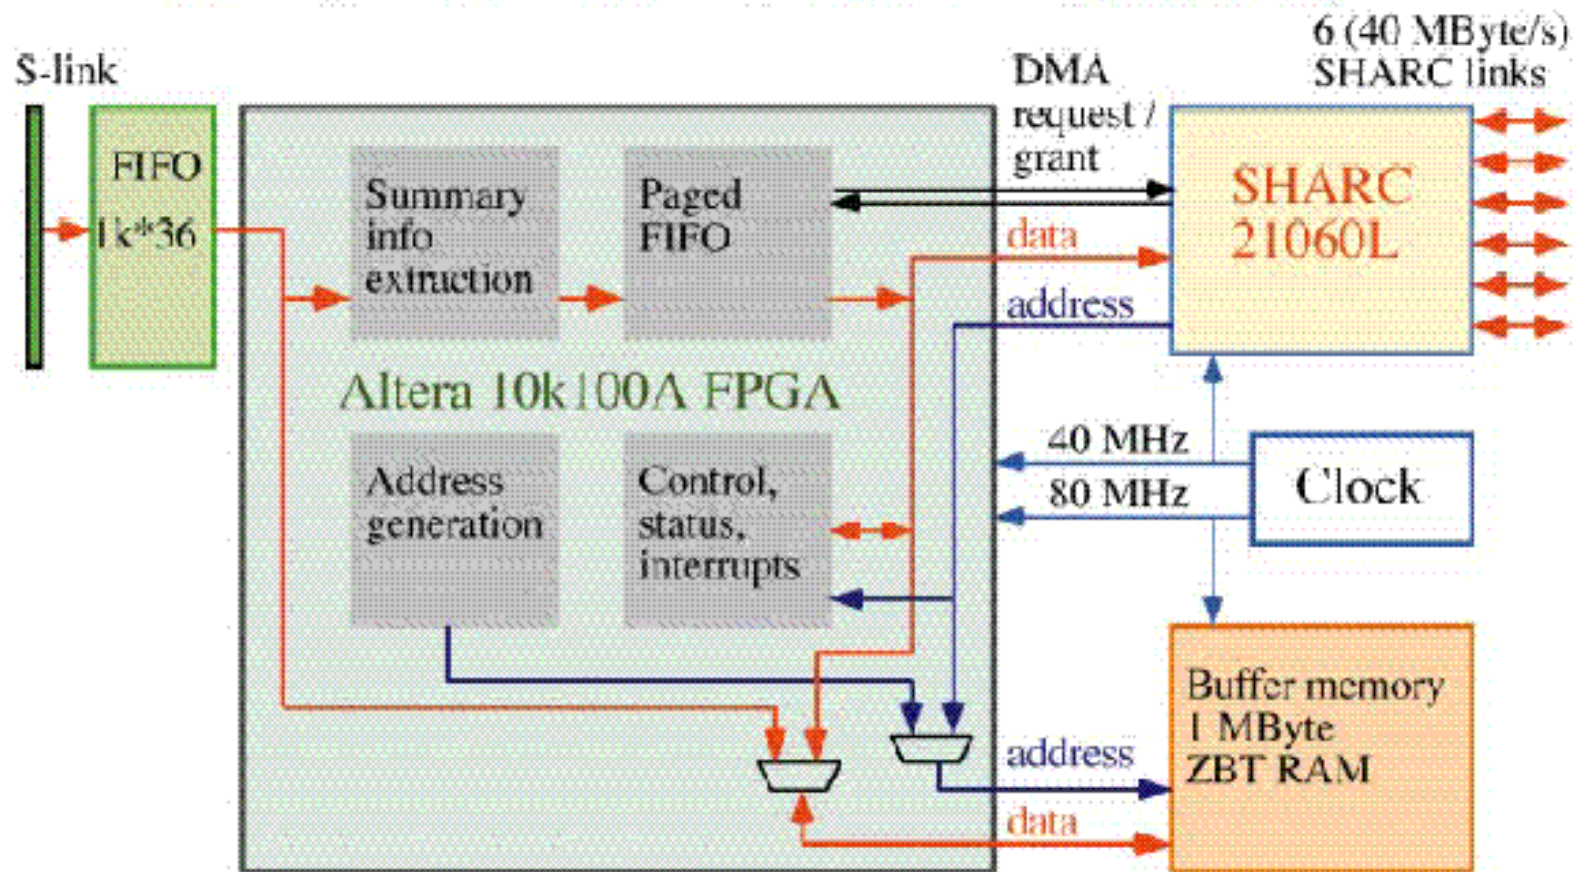 S-link
FIFO
1k*36
Summary
info
extraction
Paged
FIFO
Altera 10k100A FPGA
Address
generation
Control,
status,
interrupts
DMA
request /
grant
data
address
6 (40 MByte/s)
SHARC links
SHARC
21060L
40 MHz
80 MHz
Clock
address
data
Buffer memory
1 MByte
ZBT RAM